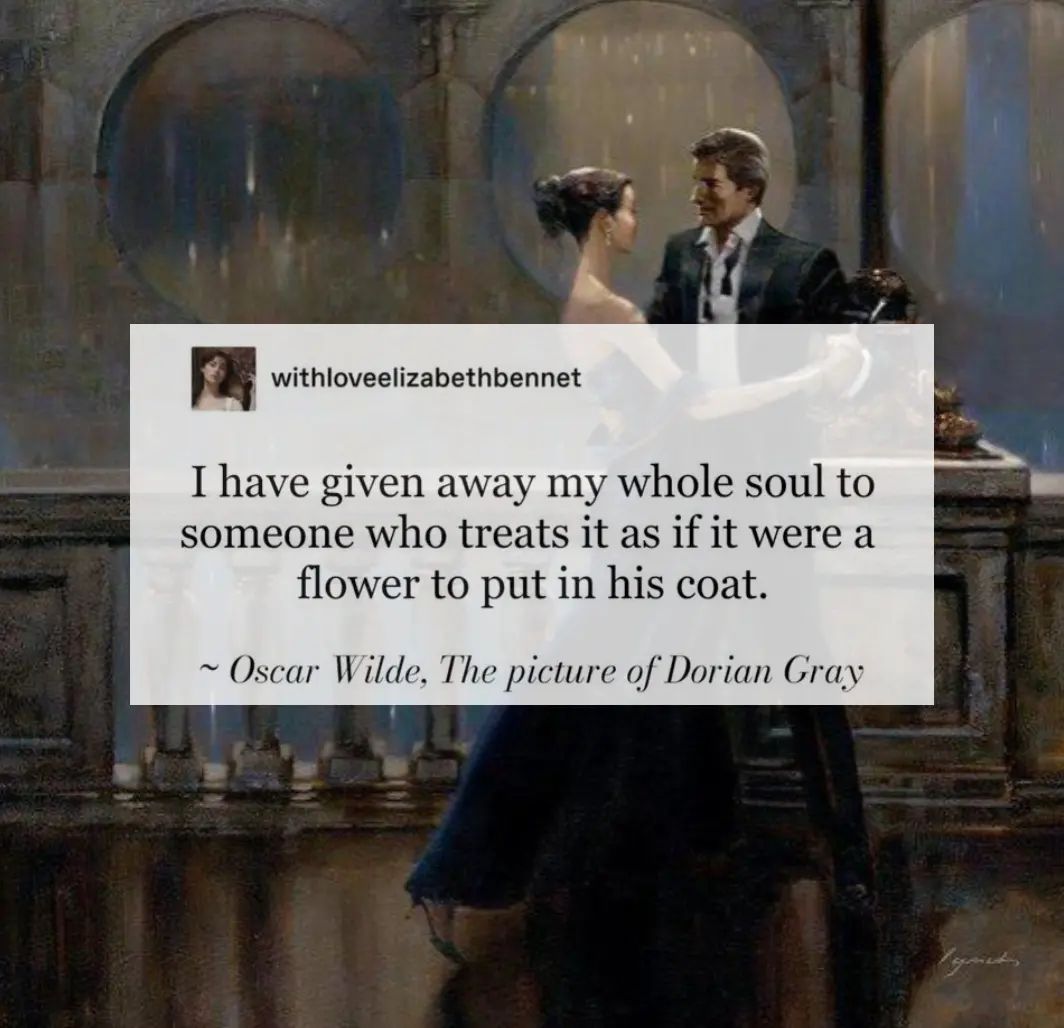 withloveelizabethbennet
I have given away my whole soul to
someone who treats it as if it were a
flower to put in his coat.
~ Oscar Wilde, The picture of Dorian Gray